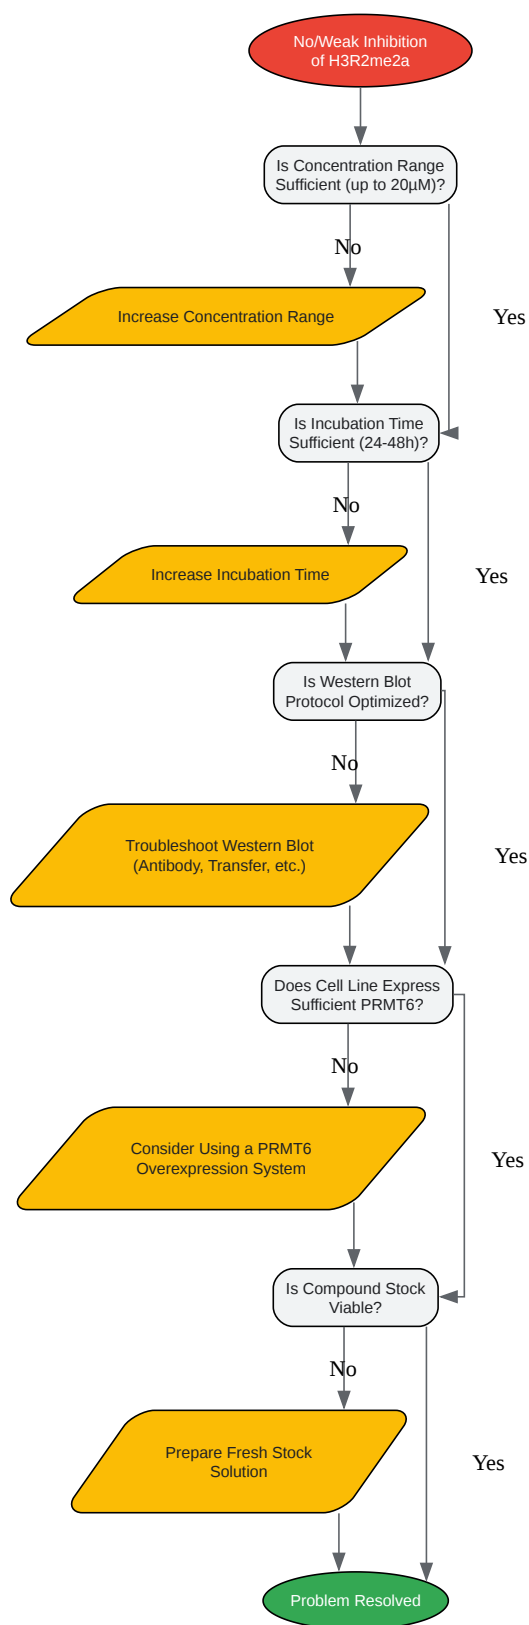 No/Weak Inhibition
of H3R2me2a
Is Concentration Range
Sufficient (up to 20µM)?
No
Increase Concentration Range
Yes
Is Incubation Time
Sufficient (24-48h)?
No
Increase Incubation Time
Yes
Is Western Blot
Protocol Optimized?
No
Troubleshoot Western Blot
(Antibody, Transfer, etc.)
Yes
Does Cell Line Express
Sufficient PRMT6?
No
Consider Using a PRMT6
Overexpression System
Yes
Is Compound Stock
Viable?
No
Prepare Fresh Stock
Solution
Yes
Problem Resolved